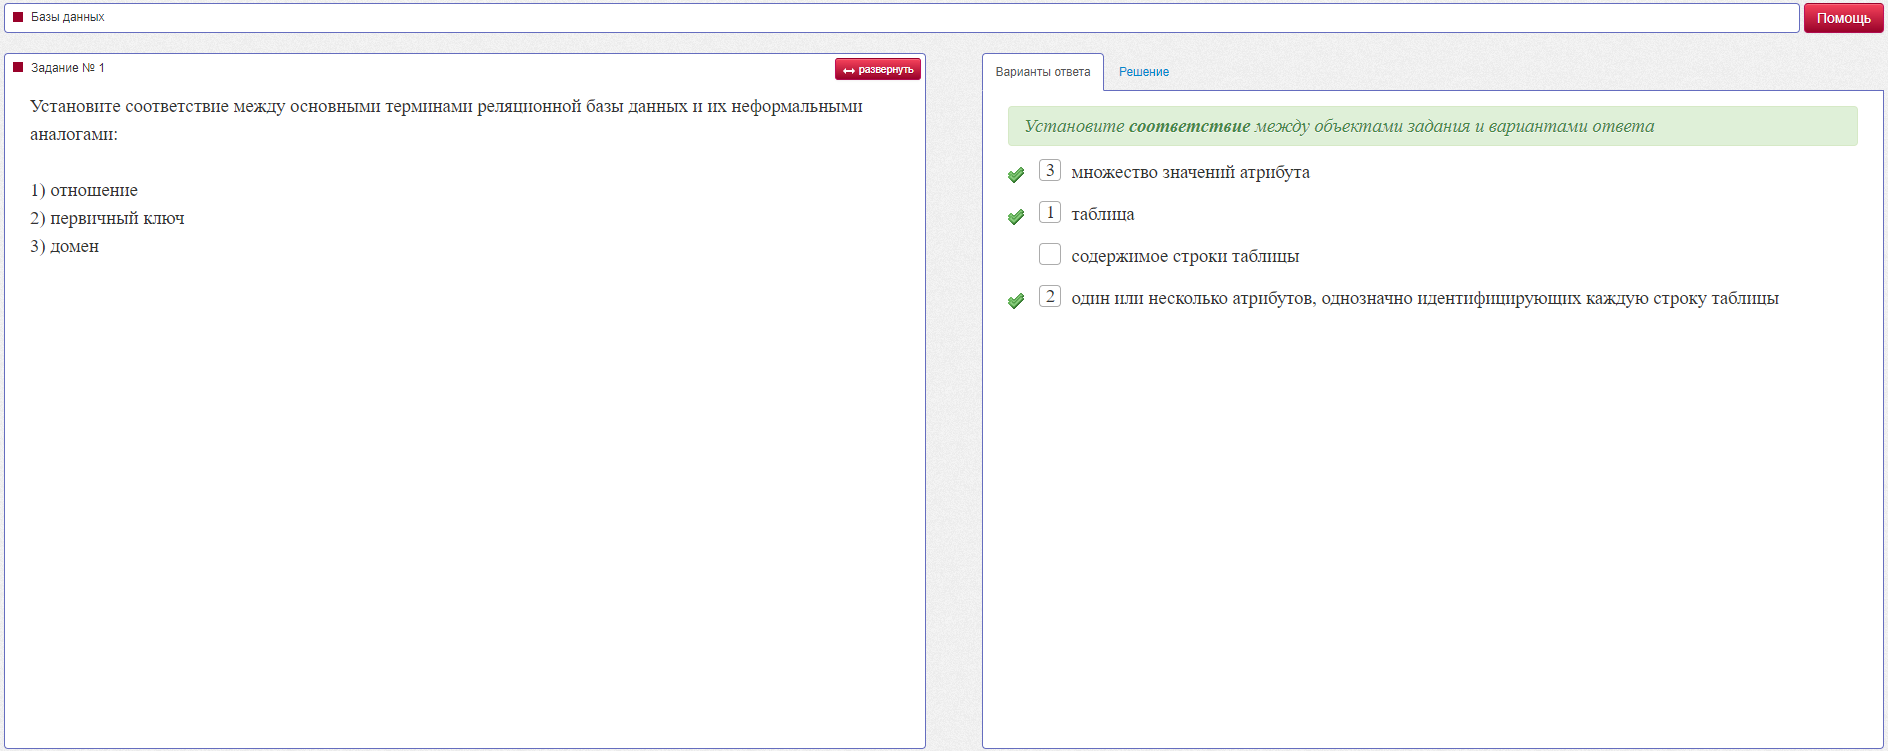 Базы данных
Помощь
Задание № 1
развернуть
Установите соответствие между основными терминами реляционной базы данных и их неформальными
аналогами:
1) отношение
2) первичный ключ
3) домен
Варианты ответа
Решение
Установите соответствие между объектами задания и вариантами ответа
3 множество значений атрибута
1 таблица
содержимое строки таблицы
2 один или несколько атрибутов, однозначно идентифицирующих каждую строку таблицы